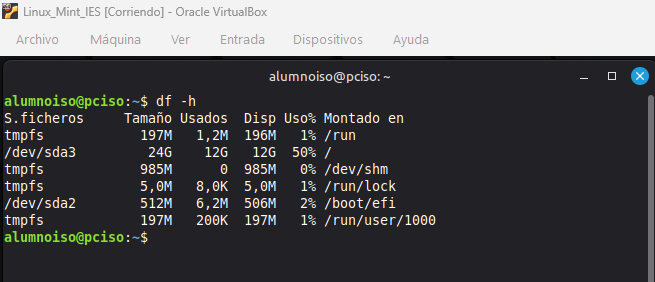 Linux_Mint_IES [Corriendo] - Oracle VirtualBox
Archivo Máquina Ver Entrada Dispositivos Ayuda
alumnoiso@pciso: ~
alumnoiso@pciso:~$ df -h
S.ficheros Tamaño Usados Disp Uso% Montado en
tmpfs 197M 1,2M 196M 1% /run
/dev/sda3 24G 12G 12G 50% /
tmpfs 985M 0 985M 0% /dev/shm
tmpfs 5,0M 8,0K 5,0M 1% /run/lock
/dev/sda2 512M 6,2M 506M 2% /boot/efi
tmpfs 197M 200K 197M 1% /run/user/1000
alumnoiso@pciso:~$